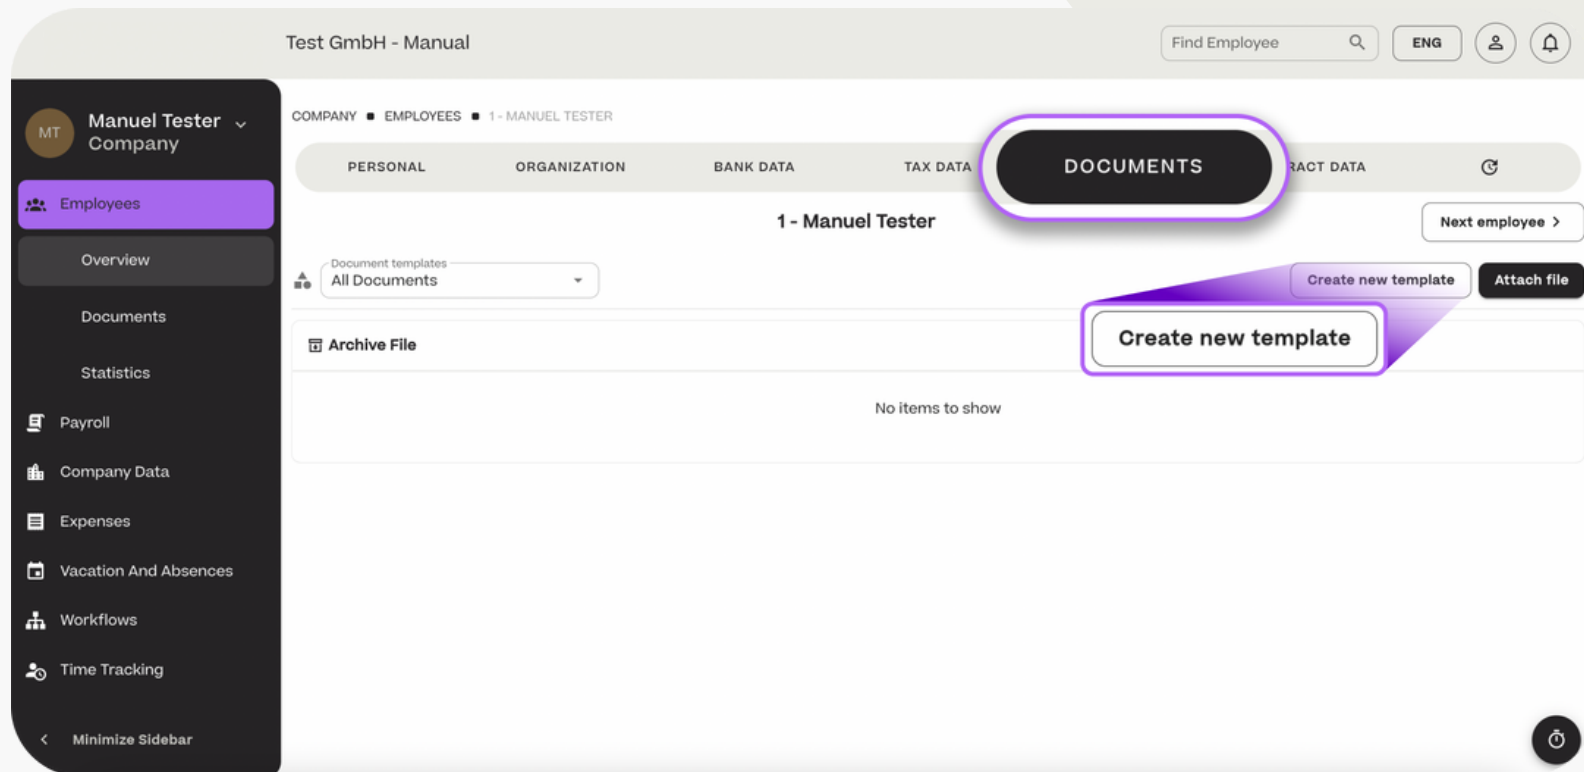 Test GmbH - Manual
Find Employee
ENG
MT
Manuel Tester
Company
Employees
Overview
Documents
Statistics
Payroll
Company Data
Expenses
Vacation And Absences
Workflows
Time Tracking
Minimize Sidebar
COMPANY ■ EMPLOYEES ■ 1 - MANUEL TESTER
PERSONAL ORGANIZATION BANK DATA TAX DATA DOCUMENTS RACT DATA
1 - Manuel Tester
Next employee >
Document templates
All Documents
Create new template
Attach file
Create new template
Archive File
No items to show